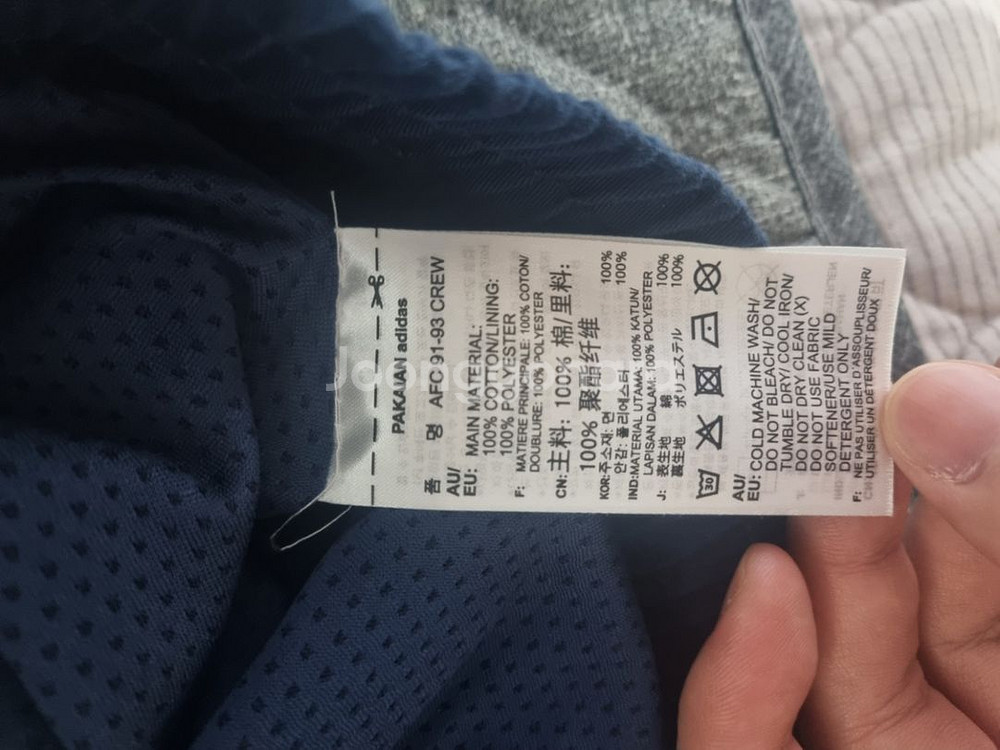 PAKAIAN adidas
품 명 AFC 91-93 CREW
AU/
EU: MAIN MATERIAL:
100% COTTON/LINING:
100% POLYESTER
F: MATIERE PRINCIPALE: 100% COTON/
DOUBLURE: 100% POLYESTER
CN: 主料: 100% 棉/里料:
100% 聚酯纤维
KOR: 주소재: 면 100%
안감: 폴리에스터 100%
IND: MATERIAL UTAMA: 100% KATUN/
LAPISAN DALAM: 100% POLYESTER
J: 表生地 綿 100%
裏生地 ポリエステル 100%
30
AU/
EU: COLD MACHINE WASH/
DO NOT BLEACH/ DO NOT
TUMBLE DRY/ COOL IRON/
DO NOT DRY CLEAN (X)
DO NOT USE FABRIC
SOFTENER/USE MILD
DETERGENT ONLY
F: NE PAS UTILISER D'ASSOUPLISSEUR/
UTILISER UN DÉTERGENT DOUX